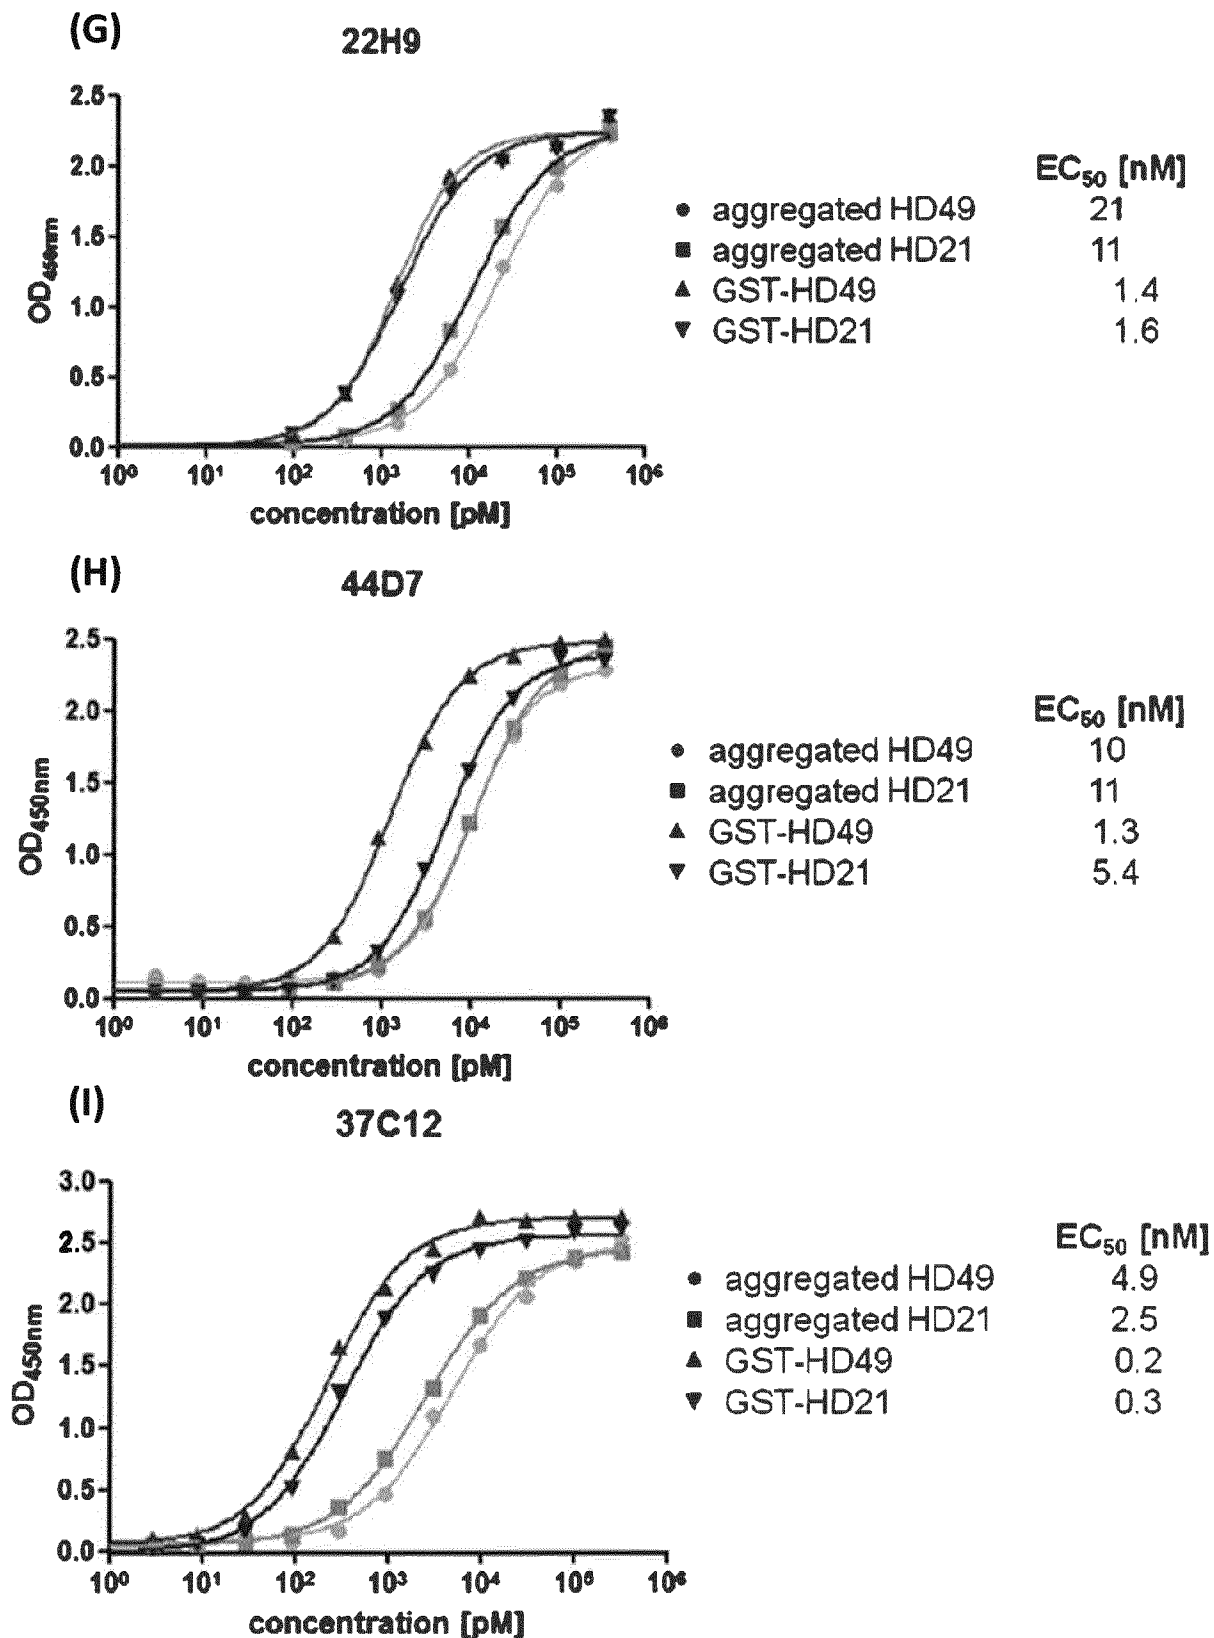 (G)
22H9
2.5
2.0
1.5
1.0
0.5
0.0
OD450nm
10⁰ 10¹ 10² 10³ 10⁴ 10⁵ 10⁶
concentration [pM]
EC₅₀ [nM]
aggregated HD49 21
aggregated HD21 11
GST-HD49 1.4
GST-HD21 1.6
(H)
44D7
2.5
2.0
1.5
1.0
0.5
0.0
OD450nm
10⁰ 10¹ 10² 10³ 10⁴ 10⁵ 10⁶
concentration [pM]
EC₅₀ [nM]
aggregated HD49 10
aggregated HD21 11
GST-HD49 1.3
GST-HD21 5.4
(I)
37C12
3.0
2.5
2.0
1.5
1.0
0.5
0.0
OD450nm
10⁰ 10¹ 10² 10³ 10⁴ 10⁵ 10⁶
concentration [pM]
EC₅₀ [nM]
aggregated HD49 4.9
aggregated HD21 2.5
GST-HD49 0.2
GST-HD21 0.3